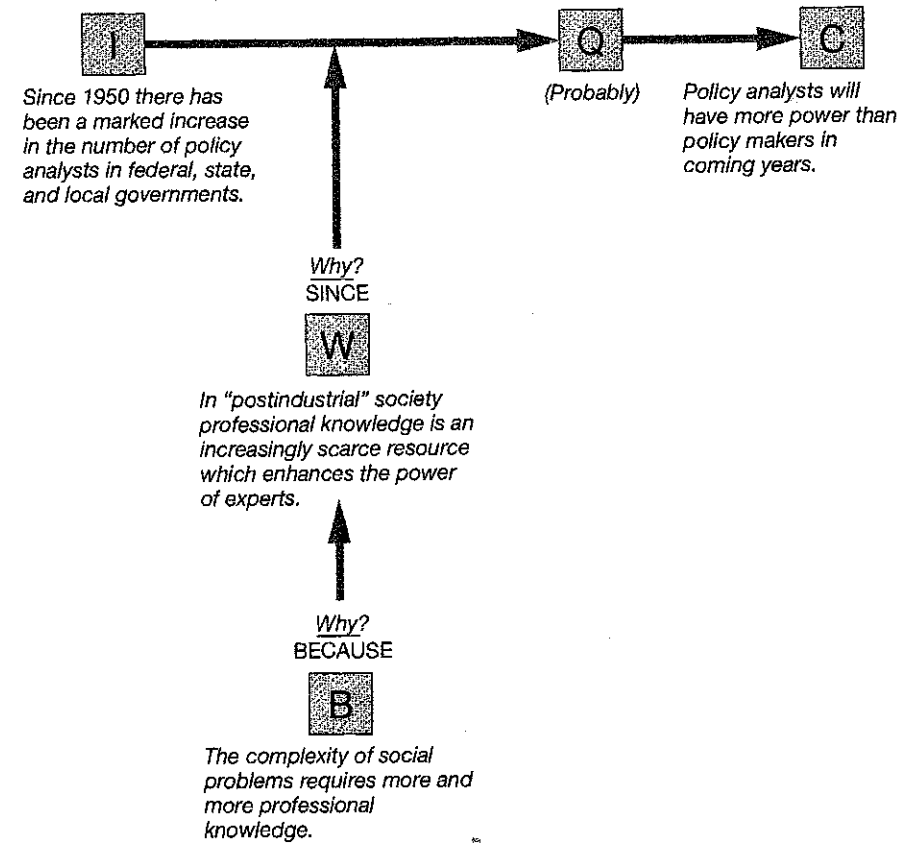 I
Q
C
Since 1950 there has
been a marked increase
in the number of policy
analysts in federal, state,
and local governments.
(Probably)
Policy analysts will
have more power than
policy makers in
coming years.
Why?
SINCE
W
In "postindustrial" society
professional knowledge is an
increasingly scarce resource
which enhances the power
of experts.
Why?
BECAUSE
B
The complexity of social
problems requires more and
more professional
knowledge.